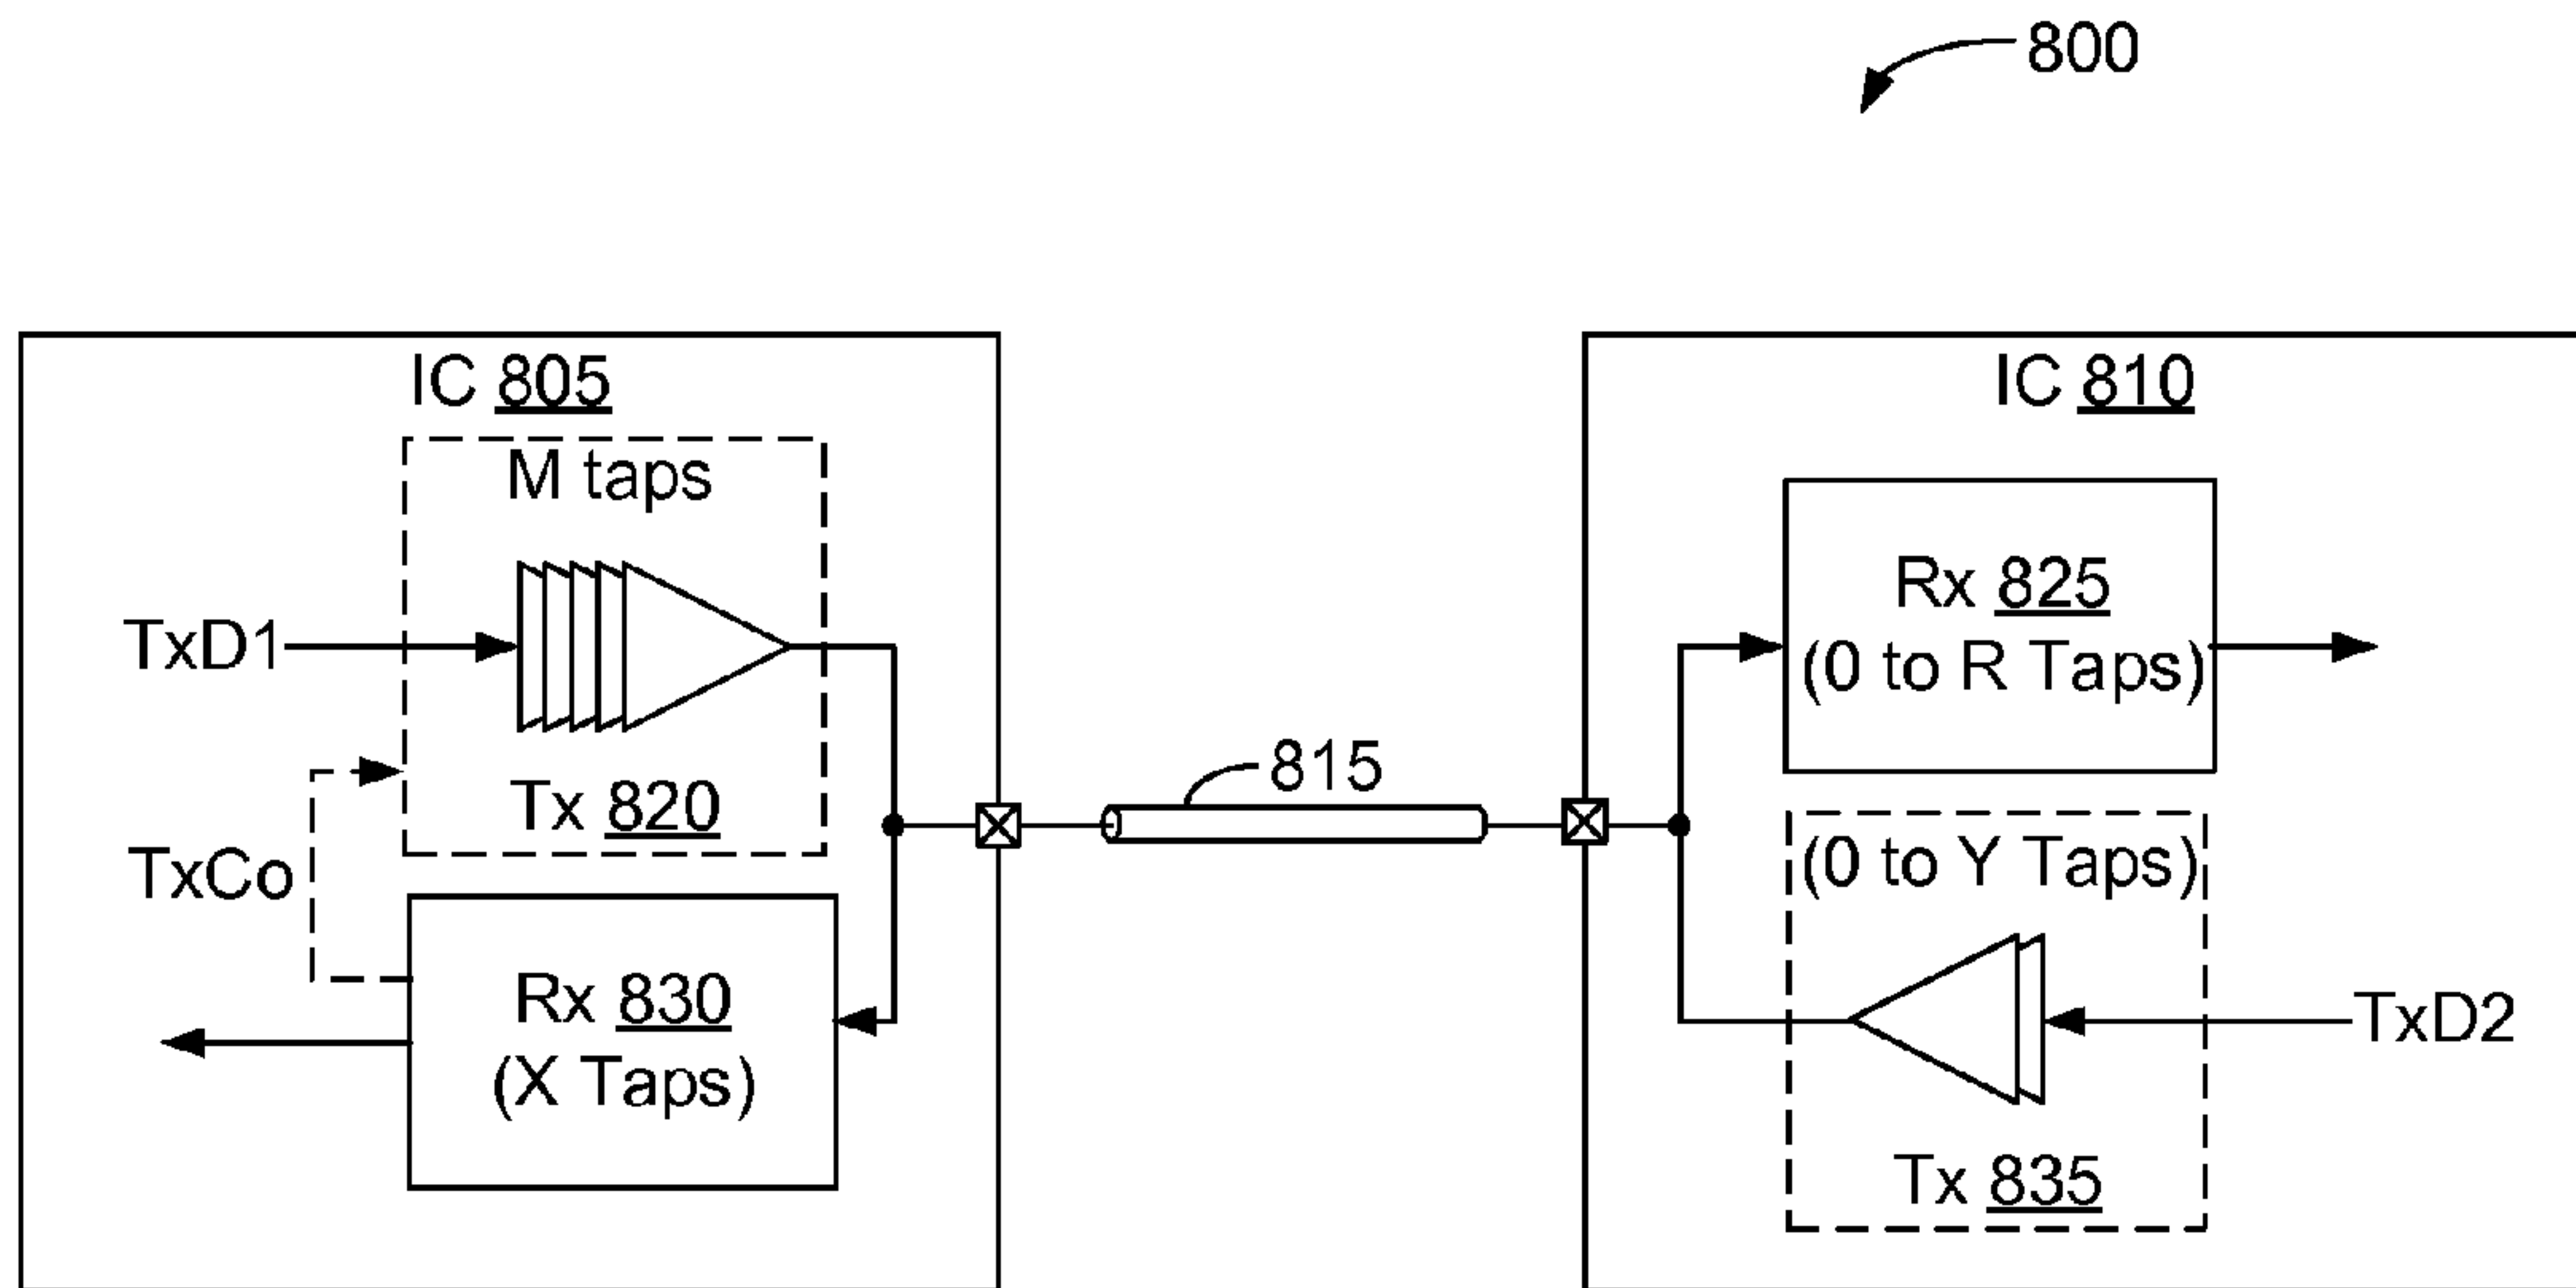 800
IC 805
M taps
TxD1
Tx 820
TxCo
Rx 830
(X Taps)
815
IC 810
Rx 825
(0 to R Taps)
(0 to Y Taps)
TxD2
Tx 835